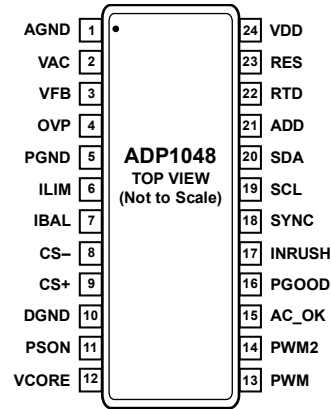 AGND 1 24 VDD
VAC 2 23 RES
VFB 3 22 RTD
OVP 4 21 ADD
PGND 5 ADP1048 20 SDA
TOP VIEW
ILIM 6 (Not to Scale) 19 SCL
IBAL 7 18 SYNC
CS– 8 17 INRUSH
CS+ 9 16 PGOOD
DGND 10 15 AC_OK
PSON 11 14 PWM2
VCORE 12 13 PWM